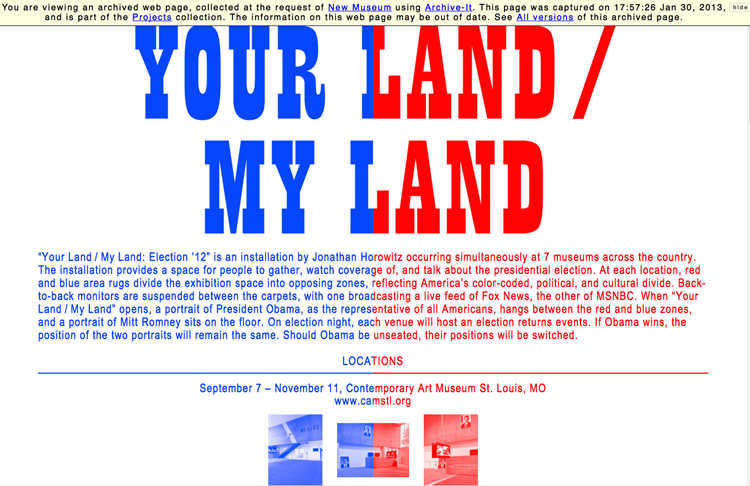 You are viewing an archived web page, collected at the request of New Museum using Archive-It. This page was captured on 17:57:26 Jan 30, 2013, hide
and is part of the Projects collection. The information on this web page may be out of date. See All versions of this archived page.
YOUR LAND /
MY LAND
“Your Land / My Land: Election ’12” is an installation by Jonathan Horowitz occurring simultaneously at 7 museums across the country.
The installation provides a space for people to gather, watch coverage of, and talk about the presidential election. At each location, red
and blue area rugs divide the exhibition space into opposing zones, reflecting America’s color-coded, political, and cultural divide. Back-
to-back monitors are suspended between the carpets, with one broadcasting a live feed of Fox News, the other of MSNBC. When “Your
Land / My Land” opens, a portrait of President Obama, as the representative of all Americans, hangs between the red and blue zones,
and a portrait of Mitt Romney sits on the floor. On election night, each venue will host an election returns events. If Obama wins, the
position of the two portraits will remain the same. Should Obama be unseated, their positions will be switched.
LOCATIONS
September 7 – November 11, Contemporary Art Museum St. Louis, MO
www.camstl.org